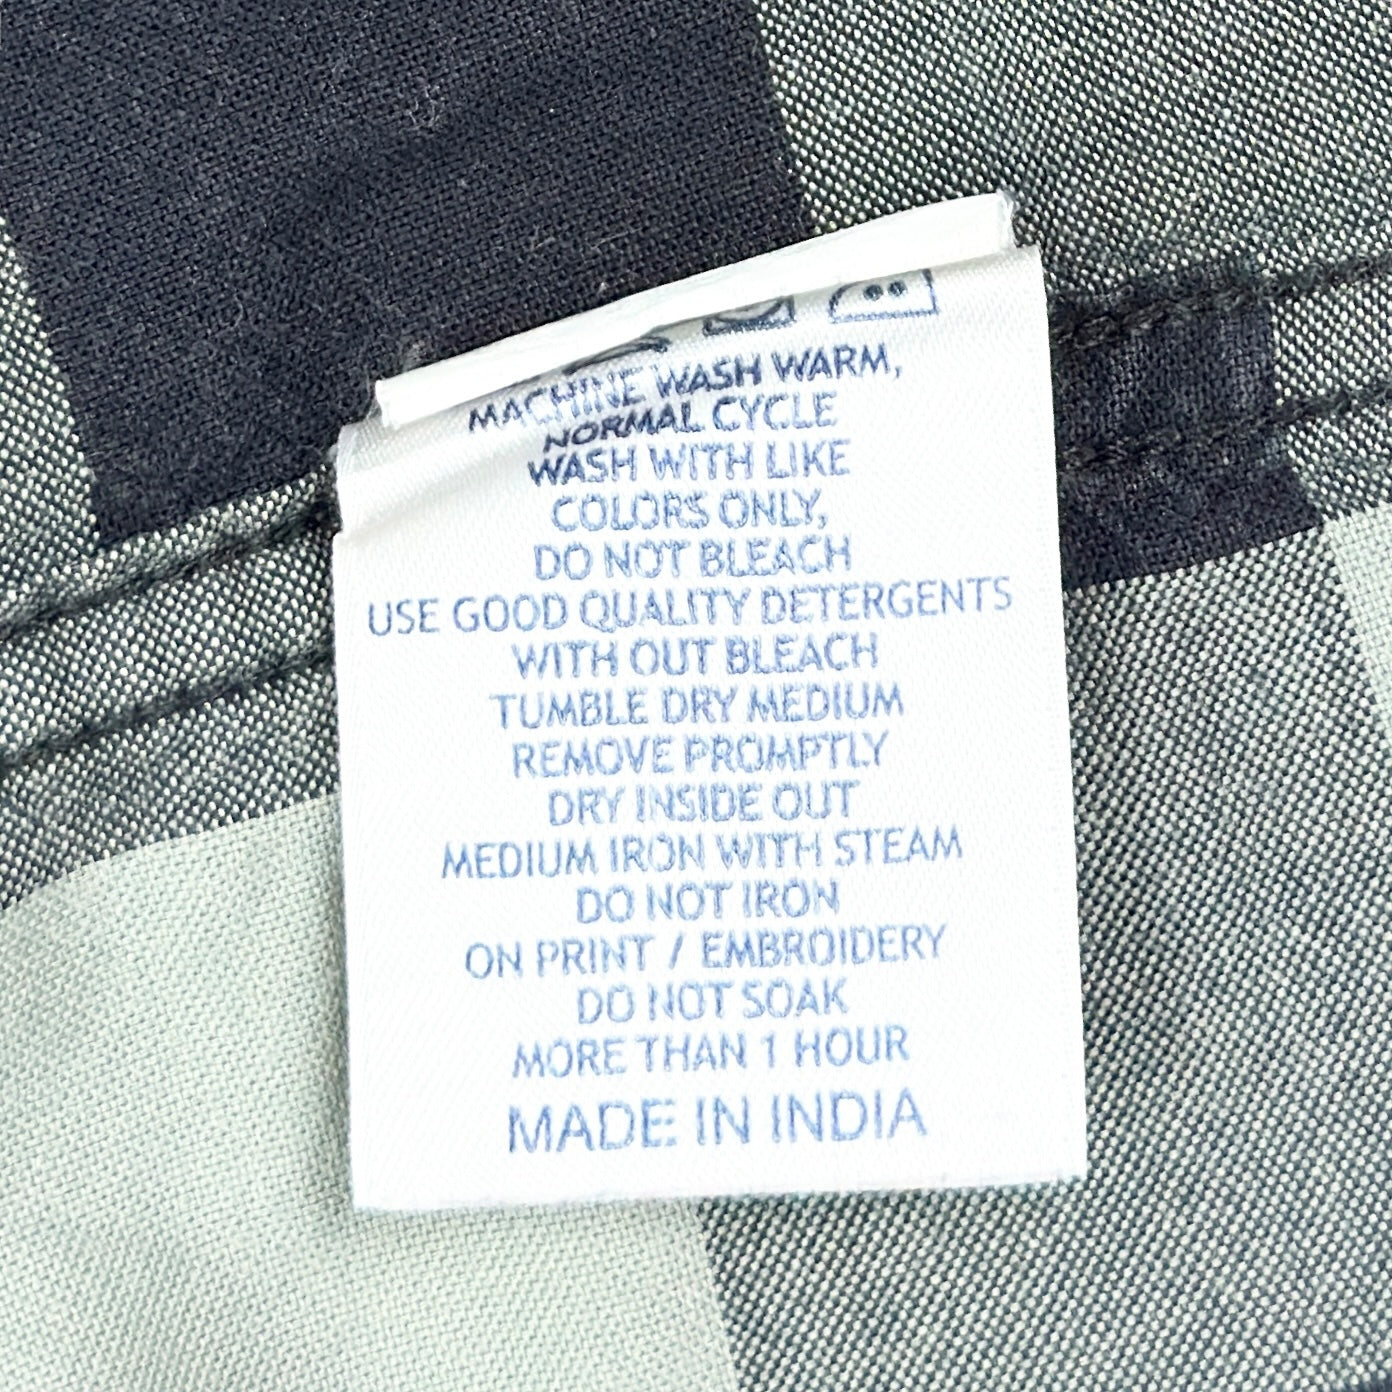 MACHINE WASH WARM,
NORMAL CYCLE
WASH WITH LIKE
COLORS ONLY,
DO NOT BLEACH
USE GOOD QUALITY DETERGENTS
WITH OUT BLEACH
TUMBLE DRY MEDIUM
REMOVE PROMPTLY
DRY INSIDE OUT
MEDIUM IRON WITH STEAM
DO NOT IRON
ON PRINT / EMBROIDERY
DO NOT SOAK
MORE THAN 1 HOUR
MADE IN INDIA